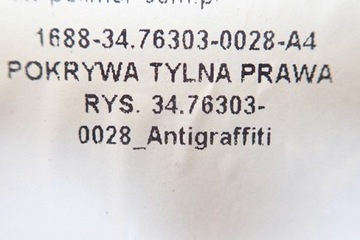 1688-34.76303-0028-A4
POKRYWA TYLNA PRAWA
RYS. 34.76303-
0028_Antigraffiti